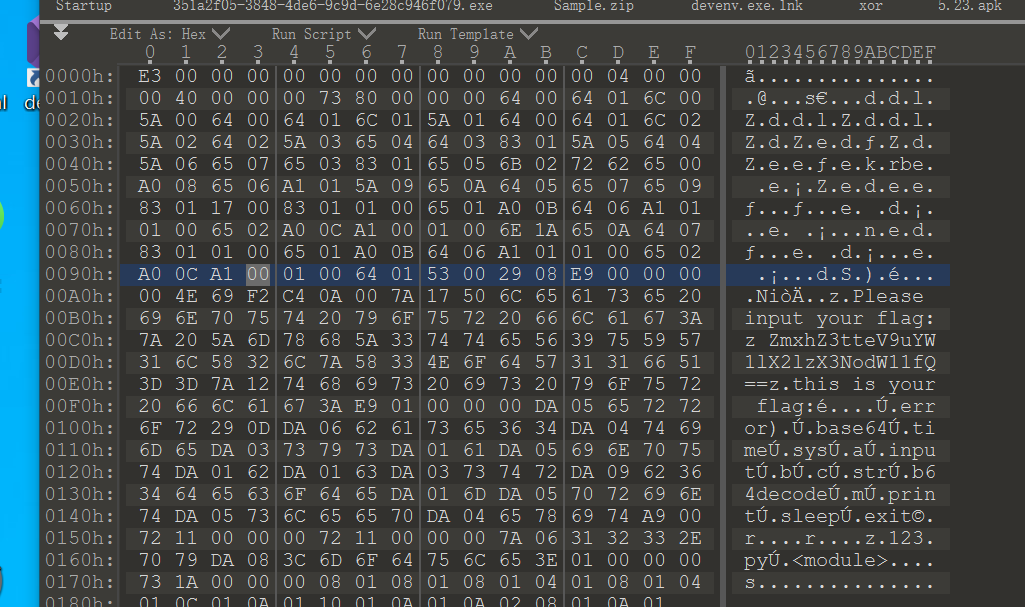 Startup 351a2f05-3848-4de6-9c9d-6e28c946f079.exe Sample.zip devenv.exe.lnk xor 5.23.apk
Edit As: Hex Run Script Run Template
0 1 2 3 4 5 6 7 8 9 A B C D E F 0123456789ABCDEF
0000h: E3 00 00 00 00 00 00 00 00 00 00 00 00 04 00 00 ã...............
0010h: 00 40 00 00 00 73 80 00 00 00 64 00 64 01 6C 00 .@...s€...d.d.l.
0020h: 5A 00 64 00 64 01 6C 01 5A 01 64 00 64 01 6C 02 Z.d.d.l.Z.d.d.l.
0030h: 5A 02 64 02 5A 03 65 04 64 03 83 01 5A 05 64 04 Z.d.Z.e.d.ƒ.Z.d.
0040h: 5A 06 65 07 65 03 83 01 65 05 6B 02 72 62 65 00 Z.e.e.ƒ.e.k.rbe.
0050h: A0 08 65 06 A1 01 5A 09 65 0A 64 05 65 07 65 09 .e.¡.Z.e.d.e.e.
0060h: 83 01 17 00 83 01 01 00 65 01 A0 0B 64 06 A1 01 ƒ...ƒ...e. .d.¡.
0070h: 01 00 65 02 A0 0C A1 00 01 00 6E 1A 65 0A 64 07 ..e. .¡...n.e.d.
0080h: 83 01 01 00 65 01 A0 0B 64 06 A1 01 01 00 65 02 ƒ...e. .d.¡...e.
0090h: A0 0C A1 00 01 00 64 01 53 00 29 08 E9 00 00 00 .¡...d.S.).é...
00A0h: 00 4E 69 F2 C4 0A 00 7A 17 50 6C 65 61 73 65 20 .NiòÄ..z.Please
00B0h: 69 6E 70 75 74 20 79 6F 75 72 20 66 6C 61 67 3A input your flag:
00C0h: 7A 20 5A 6D 78 68 5A 33 74 74 65 56 39 75 59 57 z ZmxhZ3tteV9uYW
00D0h: 31 6C 58 32 6C 7A 58 33 4E 6F 64 57 31 31 66 51 1lX2lzX3NodW11fQ
00E0h: 3D 3D 7A 12 74 68 69 73 20 69 73 20 79 6F 75 72 ==z.this is your
00F0h: 20 66 6C 61 67 3A E9 01 00 00 00 DA 05 65 72 72 flag:é....Ú.err
0100h: 6F 72 29 0D DA 06 62 61 73 65 36 34 DA 04 74 69 or).Ú.base64Ú.ti
0110h: 6D 65 DA 03 73 79 73 DA 01 61 DA 05 69 6E 70 75 meÚ.sysÚ.aÚ.inpu
0120h: 74 DA 01 62 DA 01 63 DA 03 73 74 72 DA 09 62 36 tÚ.bÚ.cÚ.strÚ.b6
0130h: 34 64 65 63 6F 64 65 DA 01 6D DA 05 70 72 69 6E 4decodeÚ.mÚ.prin
0140h: 74 DA 05 73 6C 65 65 70 DA 04 65 78 69 74 A9 00 tÚ.sleepÚ.exit©.
0150h: 72 11 00 00 00 72 11 00 00 00 7A 06 31 32 33 2E r....r....z.123.
0160h: 70 79 DA 08 3C 6D 6F 64 75 6C 65 3E 01 00 00 00 pyÚ.<module>....
0170h: 73 1A 00 00 00 08 01 08 01 08 01 04 01 08 01 04 s...............